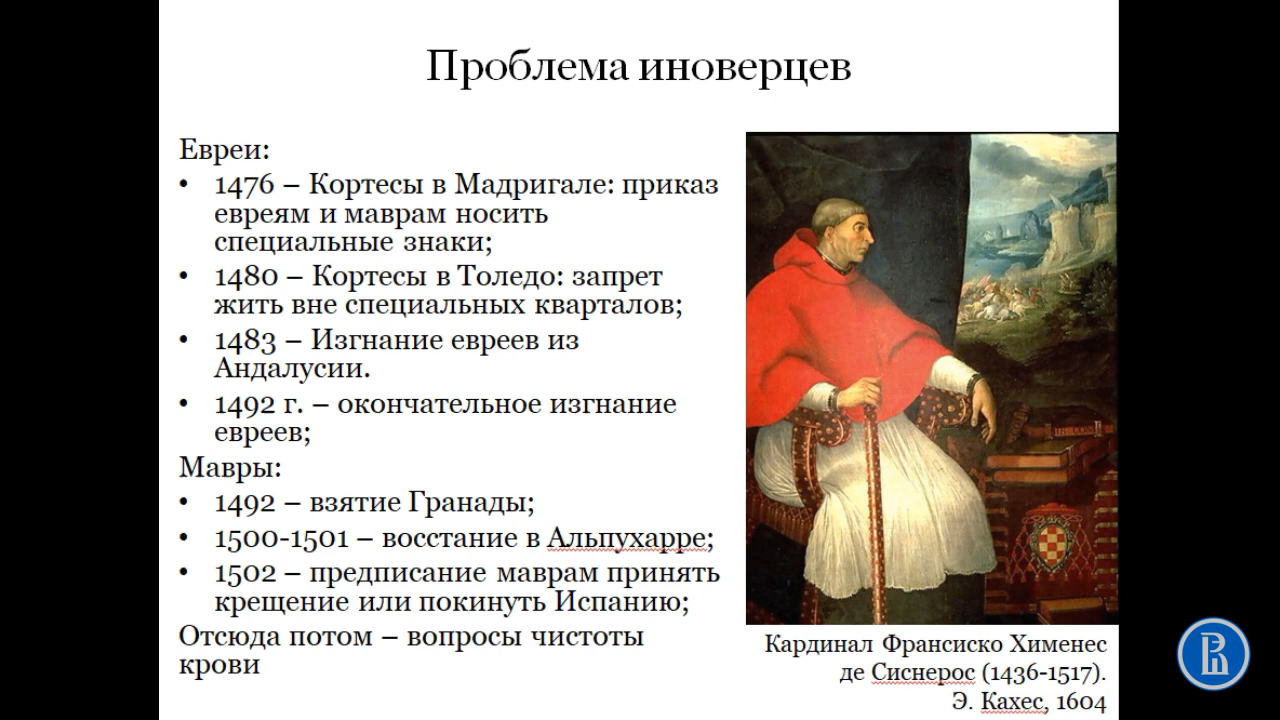 Проблема иноверцев
Евреи:
• 1476 – Кортесы в Мадригале: приказ
евреям и маврам носить
специальные знаки;
• 1480 – Кортесы в Толедо: запрет
жить вне специальных кварталов;
• 1483 – Изгнание евреев из
Андалусии.
• 1492 г. – окончательное изгнание
евреев;
Мавры:
• 1492 – взятие Гранады;
• 1500-1501 – восстание в Альпухарре;
• 1502 – предписание маврам принять
крещение или покинуть Испанию;
Отсюда потом – вопросы чистоты
крови
Кардинал Франсиско Хименес
де Сиснерос (1436-1517).
Э. Кахес, 1604